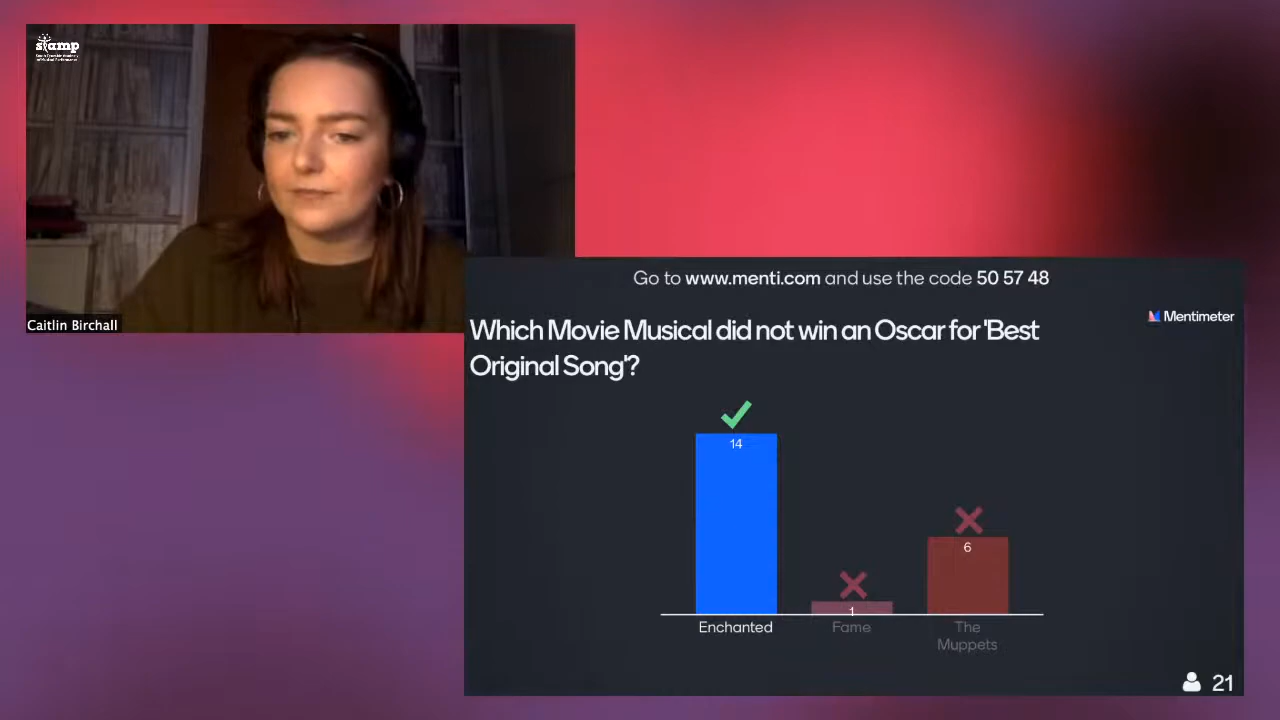 stamp
Caitlin Birchall
Go to www.menti.com and use the code 50 57 48
Mentimeter
Which Movie Musical did not win an Oscar for 'Best
Original Song'?
14
1
6
Enchanted
Fame
The
Muppets
21